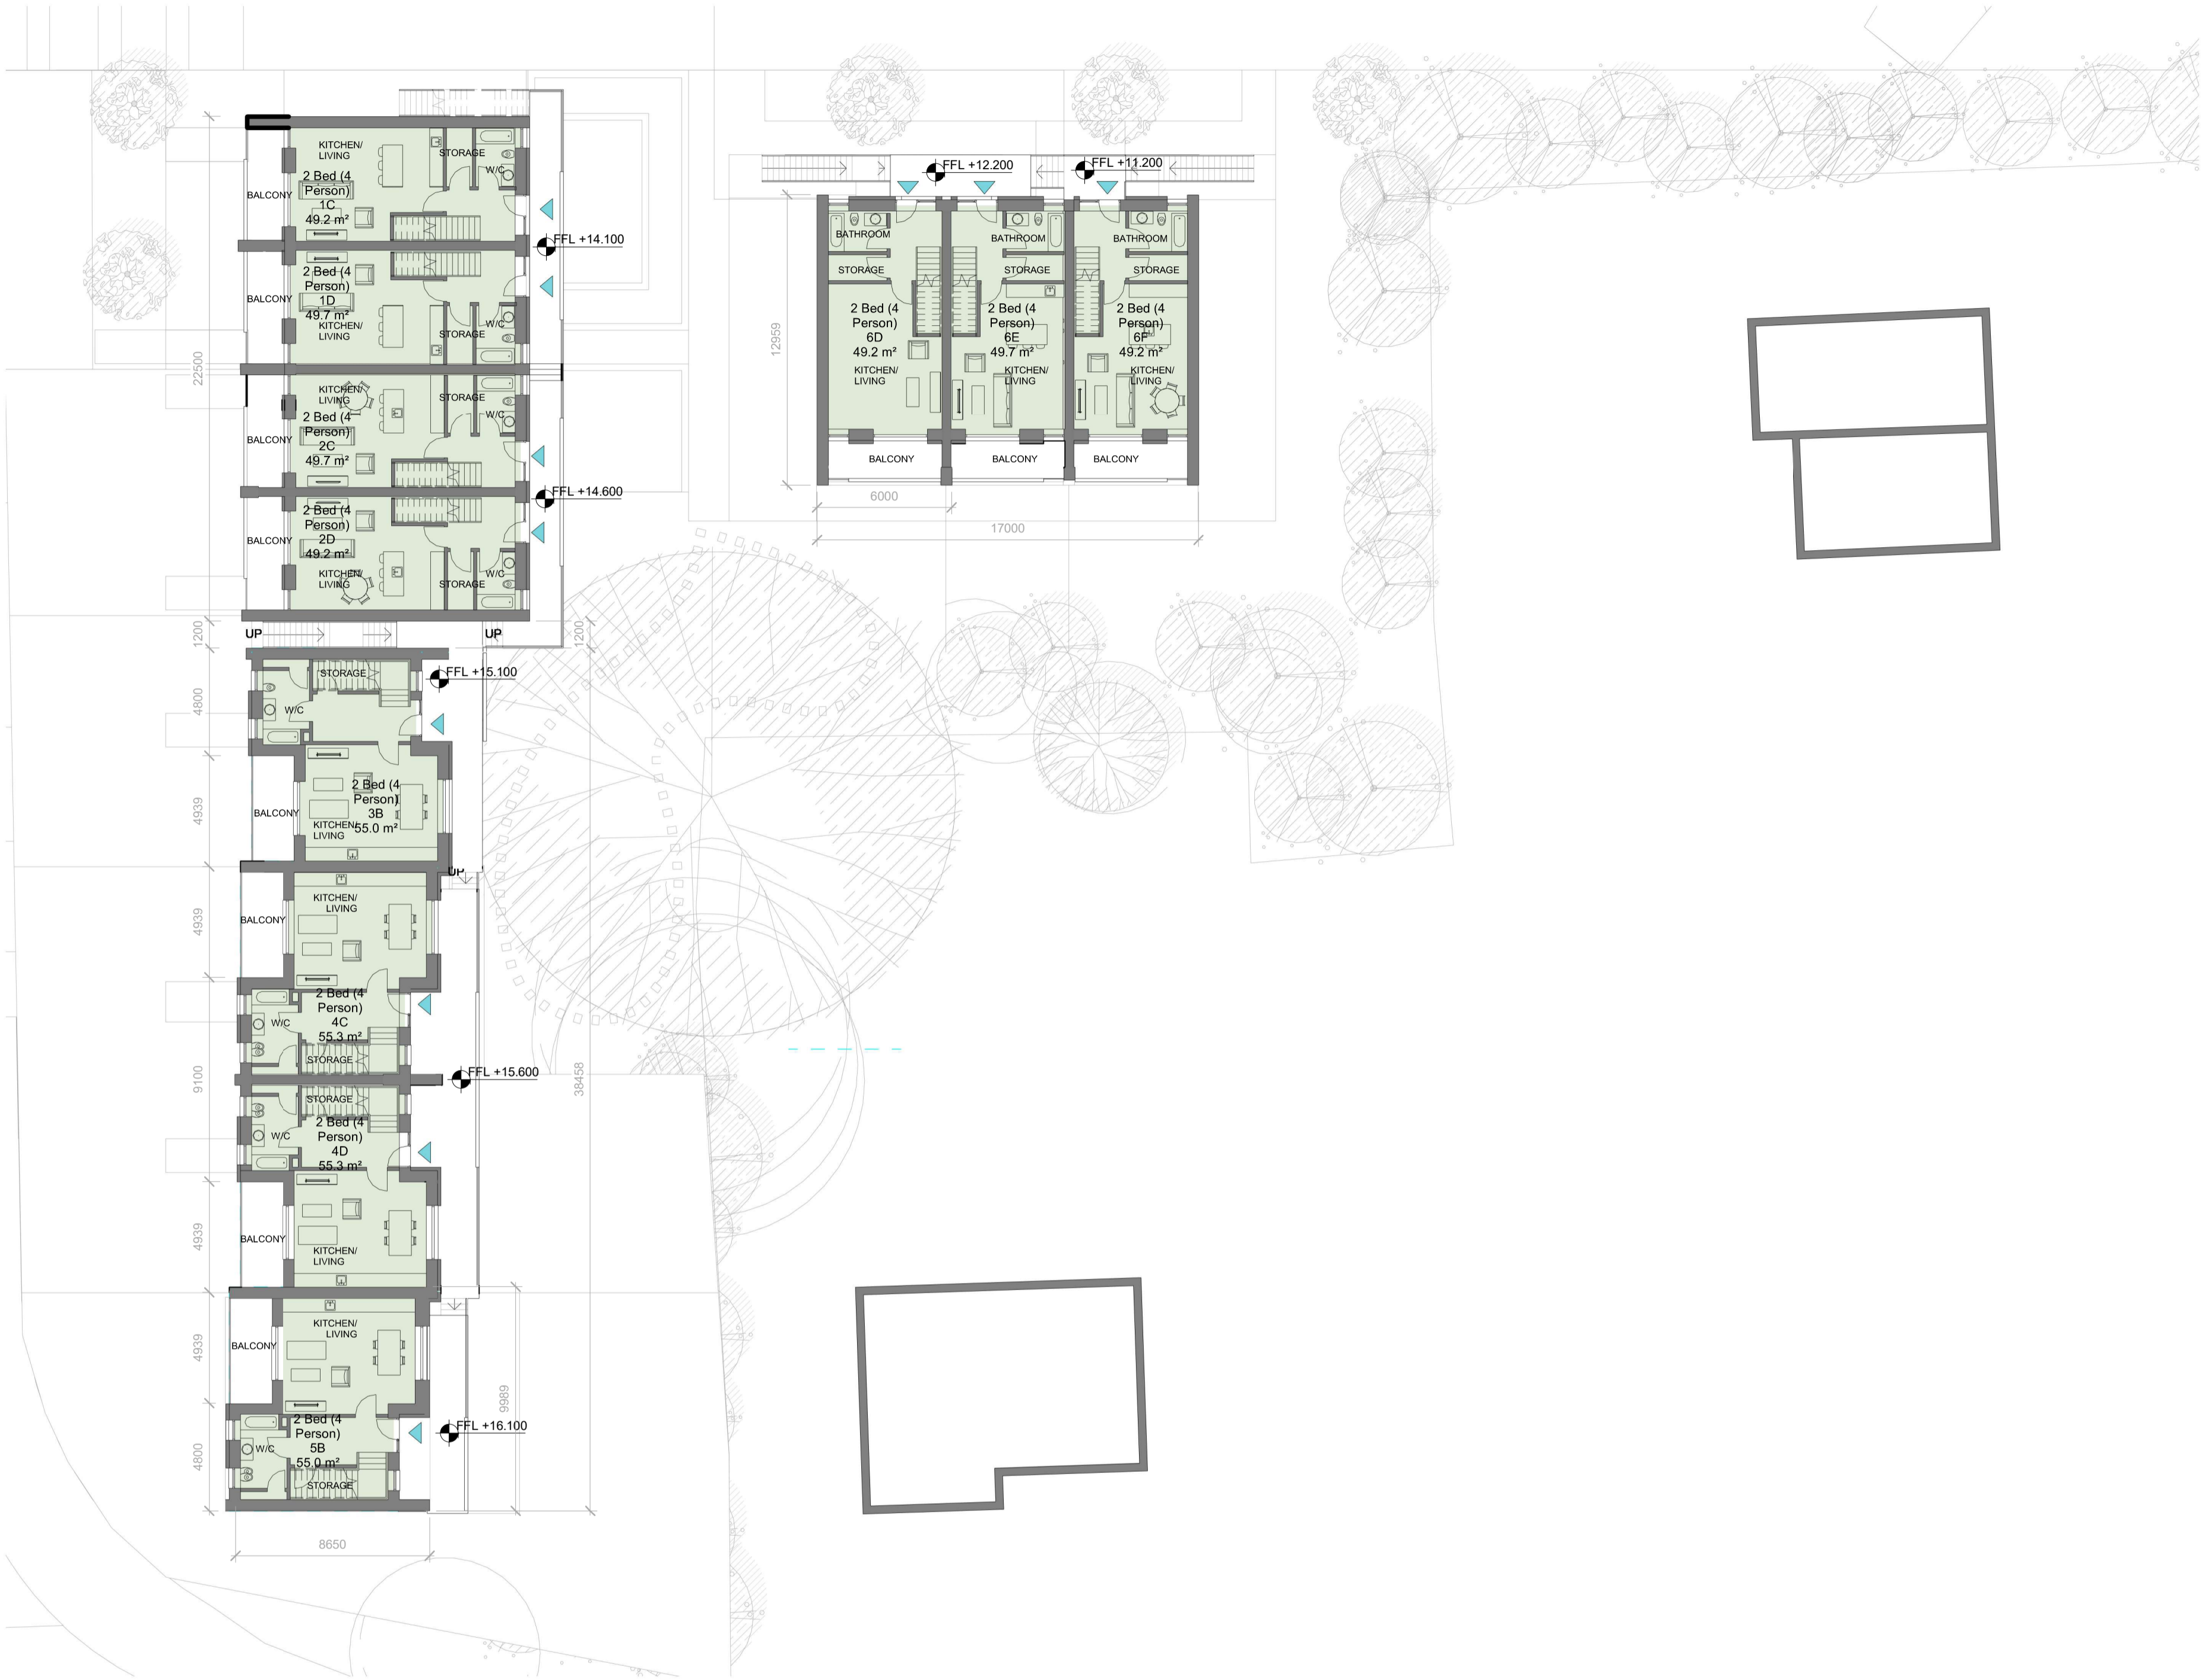 KITCHEN/
LIVING
STORAGE
W/C
2 Bed (4
Person)
1C
49.2 m²
BALCONY
FFL +14.100
2 Bed (4
Person)
1D
49.7 m²
KITCHEN/
LIVING
BALCONY
STORAGE
W/C
22500
KITCHEN/
LIVING
STORAGE
W/C
2 Bed (4
Person)
2C
49.7 m²
BALCONY
FFL +14.600
2 Bed (4
Person)
2D
49.2 m²
BALCONY
KITCHEN/
LIVING
STORAGE
W/C
1200
UP
UP
1200
STORAGE
FFL +15.100
W/C
4800
2 Bed (4
Person)
3B
55.0 m²
KITCHEN/
LIVING
BALCONY
4939
UP
KITCHEN/
LIVING
BALCONY
4939
2 Bed (4
Person)
4C
55.3 m²
W/C
STORAGE
9100
FFL +15.600
38458
STORAGE
2 Bed (4
Person)
4D
55.3 m²
W/C
BALCONY
KITCHEN/
LIVING
4939
KITCHEN/
LIVING
BALCONY
4939
9989
2 Bed (4
Person)
5B
55.0 m²
W/C
STORAGE
FFL +16.100
4800
8650
FFL +12.200
FFL +11.200
BATHROOM
BATHROOM
BATHROOM
STORAGE
STORAGE
STORAGE
12959
2 Bed (4
Person)
6D
49.2 m²
KITCHEN/
LIVING
2 Bed (4
Person)
6E
49.7 m²
KITCHEN/
LIVING
2 Bed (4
Person)
6F
49.2 m²
KITCHEN/
LIVING
BALCONY
BALCONY
BALCONY
6000
17000